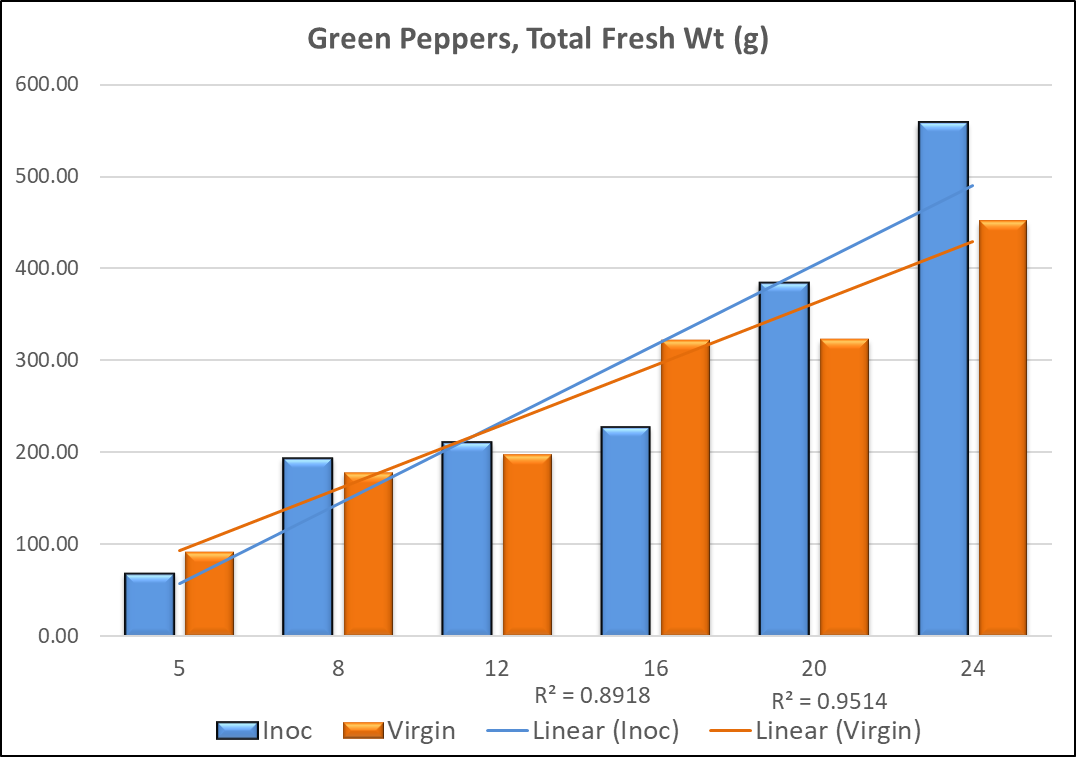 Green Peppers, Total Fresh Wt (g)
600.00
500.00
400.00
300.00
200.00
100.00
0.00
5 8 12 16 20 24
R² = 0.8918 R² = 0.9514
Inoc Virgin Linear (Inoc) Linear (Virgin)